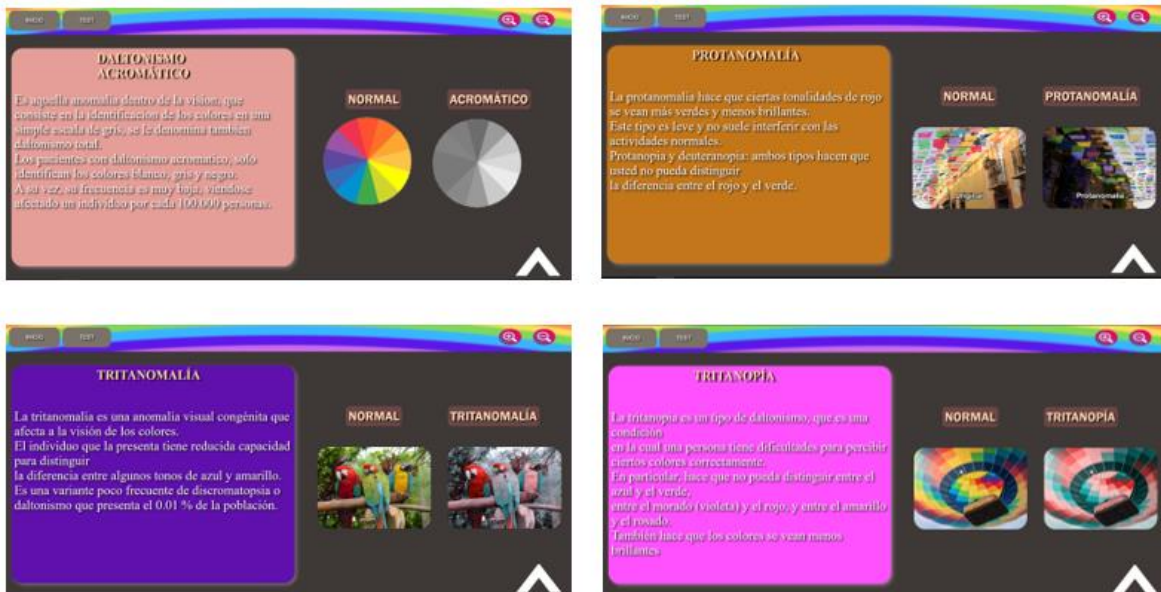 INICIO TEST
DALTONISMO
ACROMÁTICO
Es aquella anomalia dentro de la vision, que
consiste en la identificacion de los colores en una
simple escala de gris, se le denomina tambien
daltonismo total.
Los pacientes con daltonismo acromatico, solo
identifican los colores blanco, gris y negro.
A su vez, su frecuencia es muy baja, viendose
afectado un individuo por cada 100.000 personas.
NORMAL ACROMÁTICO
INICIO TEST
PROTANOMALÍA
La protanomalia hace que ciertas tonalidades de rojo
se vean más verdes y menos brillantes.
Este tipo es leve y no suele interferir con las
actividades normales.
Protanopia y deuteranopia: ambos tipos hacen que
usted no pueda distinguir
la diferencia entre el rojo y el verde.
NORMAL PROTANOMALÍA
Protanomalia
INICIO TEST
TRITANOMALÍA
La tritanomalia es una anomalia visual congénita que
afecta a la visión de los colores.
El individuo que la presenta tiene reducida capacidad
para distinguir
la diferencia entre algunos tonos de azul y amarillo.
Es una variante poco frecuente de discromatopsia o
daltonismo que presenta el 0.01 % de la población.
NORMAL TRITANOMALÍA
INICIO TEST
TRITANOPÍA
La tritanopia es un tipo de daltonismo, que es una
condición
en la cual una persona tiene dificultades para percibir
ciertos colores correctamente.
En particular, hace que no pueda distinguir entre el
azul y el verde,
entre el morado (violeta) y el rojo, y entre el amarillo
y el rosado.
También hace que los colores se vean menos
brillantes
NORMAL TRITANOPÍA